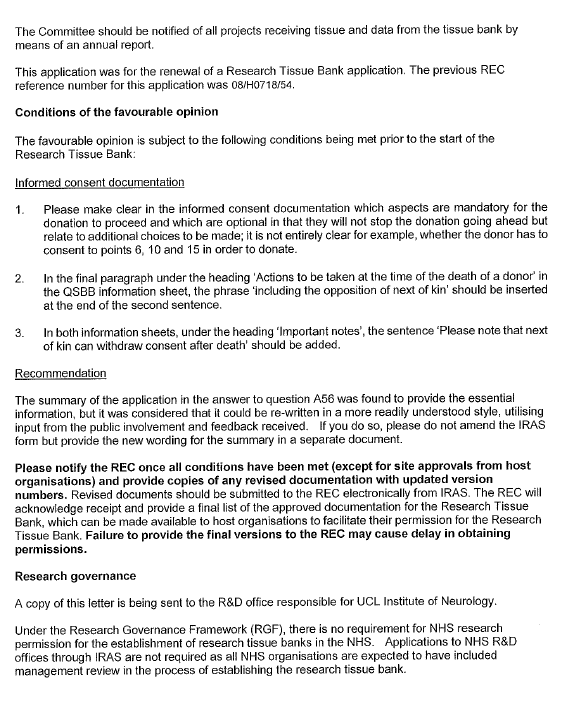 The Committee should be notified of all projects receiving tissue and data from the tissue bank by
means of an annual report.
This application was for the renewal of a Research Tissue Bank application. The previous REC
reference number for this application was 08/H0718/54.
Conditions of the favourable opinion
The favourable opinion is subject to the following conditions being met prior to the start of the
Research Tissue Bank:
Informed consent documentation
1. Please make clear in the informed consent documentation which aspects are mandatory for the
donation to proceed and which are optional in that they will not stop the donation going ahead but
relate to additional choices to be made; it is not entirely clear for example, whether the donor has to
consent to points 6, 10 and 15 in order to donate.
2. In the final paragraph under the heading 'Actions to be taken at the time of the death of a donor' in
the QSBB information sheet, the phrase 'including the opposition of next of kin' should be inserted
at the end of the second sentence.
3. In both information sheets, under the heading 'Important notes', the sentence 'Please note that next
of kin can withdraw consent after death' should be added.
Recommendation
The summary of the application in the answer to question A56 was found to provide the essential
information, but it was considered that it could be re-written in a more readily understood style, utilising
input from the public involvement and feedback received. If you do so, please do not amend the IRAS
form but provide the new wording for the summary in a separate document.
Please notify the REC once all conditions have been met (except for site approvals from host
organisations) and provide copies of any revised documentation with updated version
numbers. Revised documents should be submitted to the REC electronically from IRAS. The REC will
acknowledge receipt and provide a final list of the approved documentation for the Research Tissue
Bank, which can be made available to host organisations to facilitate their permission for the Research
Tissue Bank. Failure to provide the final versions to the REC may cause delay in obtaining
permissions.
Research governance
A copy of this letter is being sent to the R&D office responsible for UCL Institute of Neurology.
Under the Research Governance Framework (RGF), there is no requirement for NHS research
permission for the establishment of research tissue banks in the NHS. Applications to NHS R&D
offices through IRAS are not required as all NHS organisations are expected to have included
management review in the process of establishing the research tissue bank.